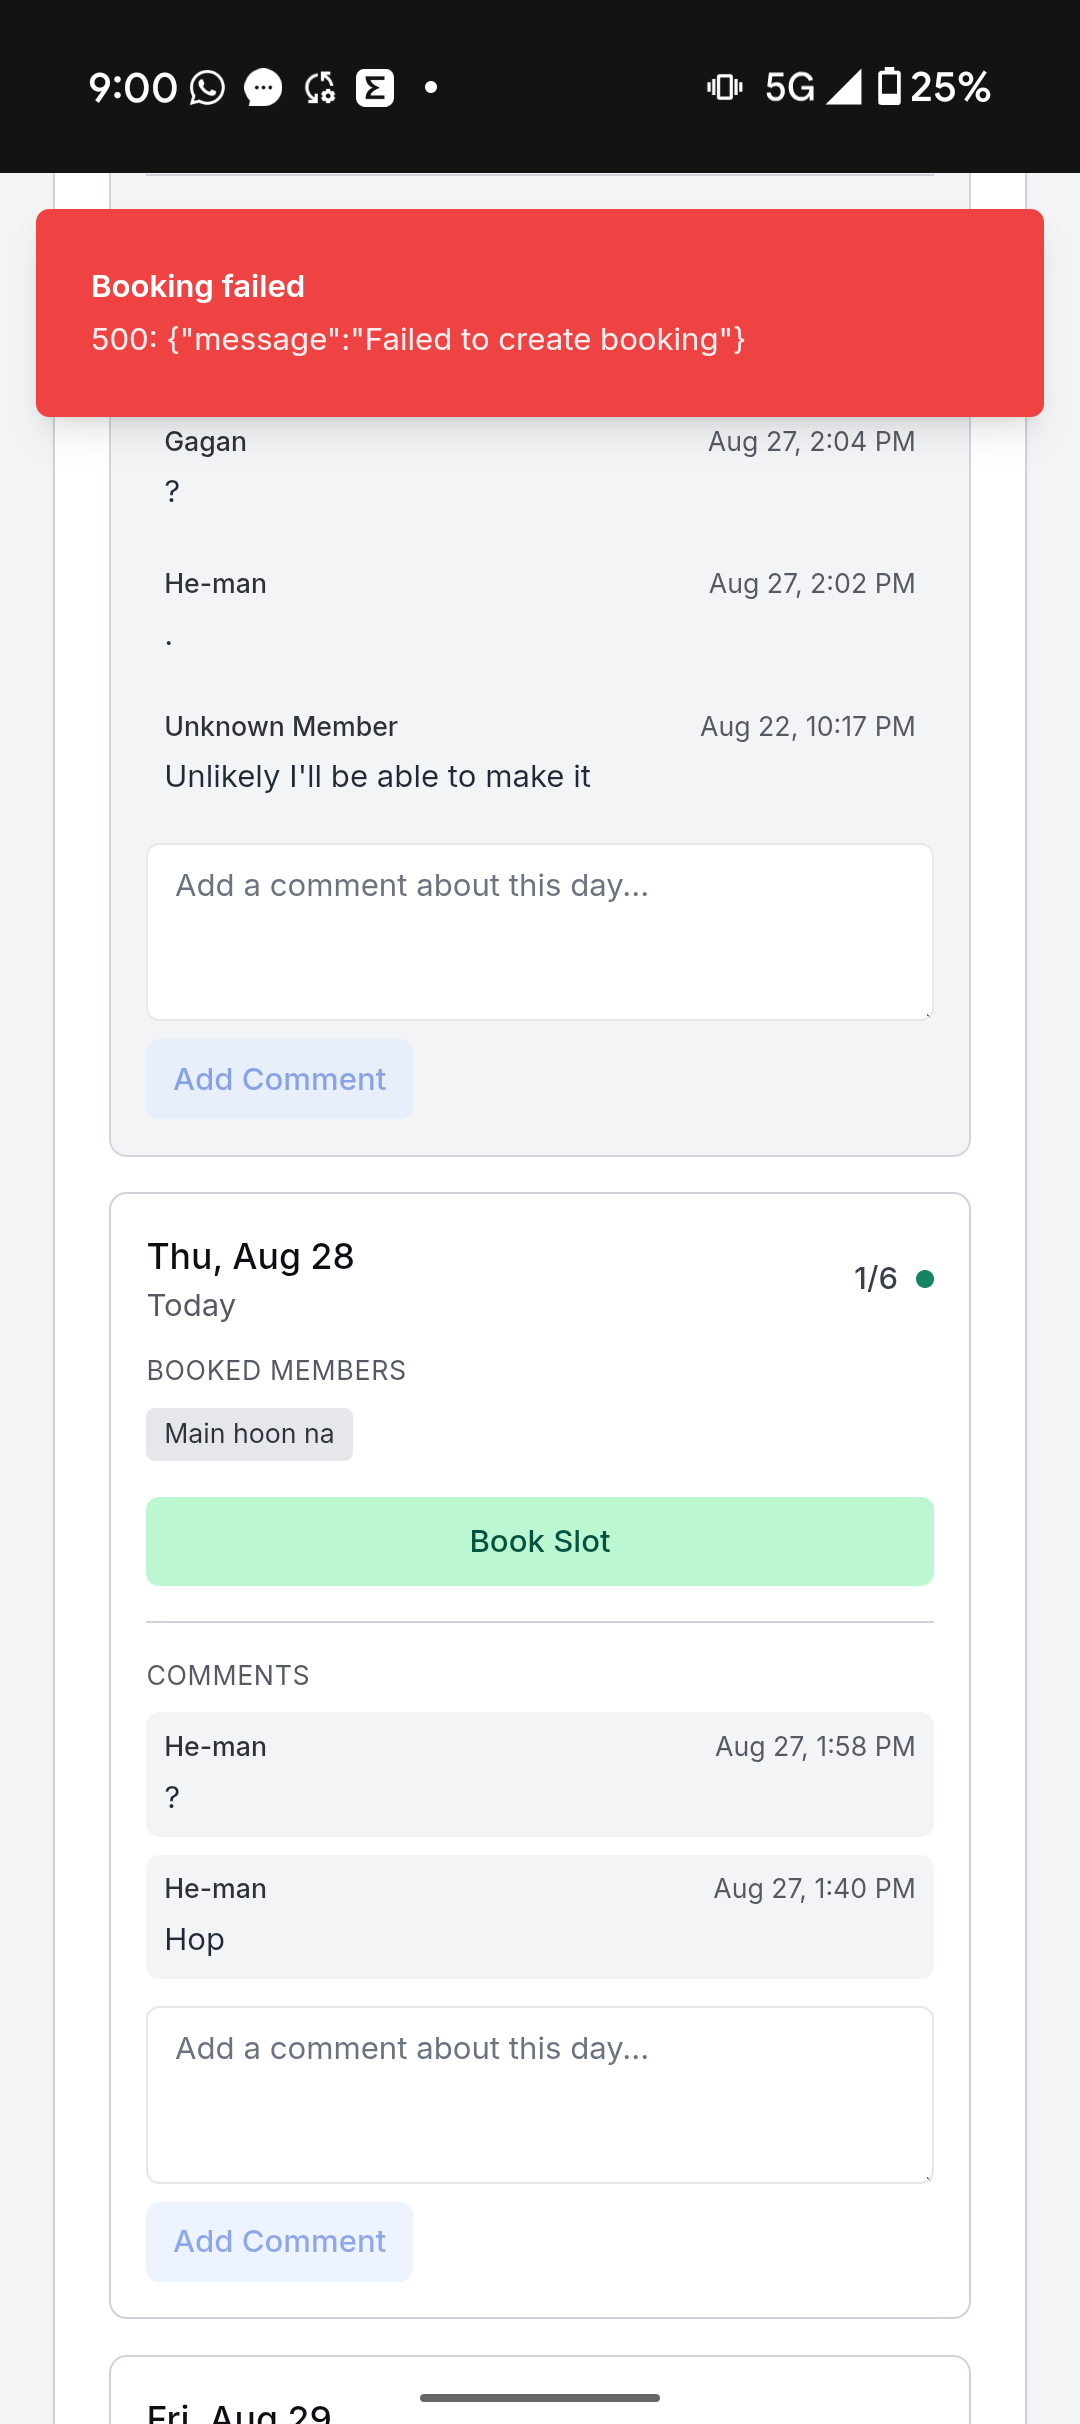 9:00 5G 25%
Booking failed
500: {"message":"Failed to create booking"}
Gagan Aug 27, 2:04 PM
?
He-man Aug 27, 2:02 PM
.
Unknown Member Aug 22, 10:17 PM
Unlikely I'll be able to make it
Add a comment about this day...
Add Comment
Thu, Aug 28
1/6
Today
BOOKED MEMBERS
Main hoon na
Book Slot
COMMENTS
He-man Aug 27, 1:58 PM
?
He-man Aug 27, 1:40 PM
Hop
Add a comment about this day...
Add Comment
Fri, Aug 29